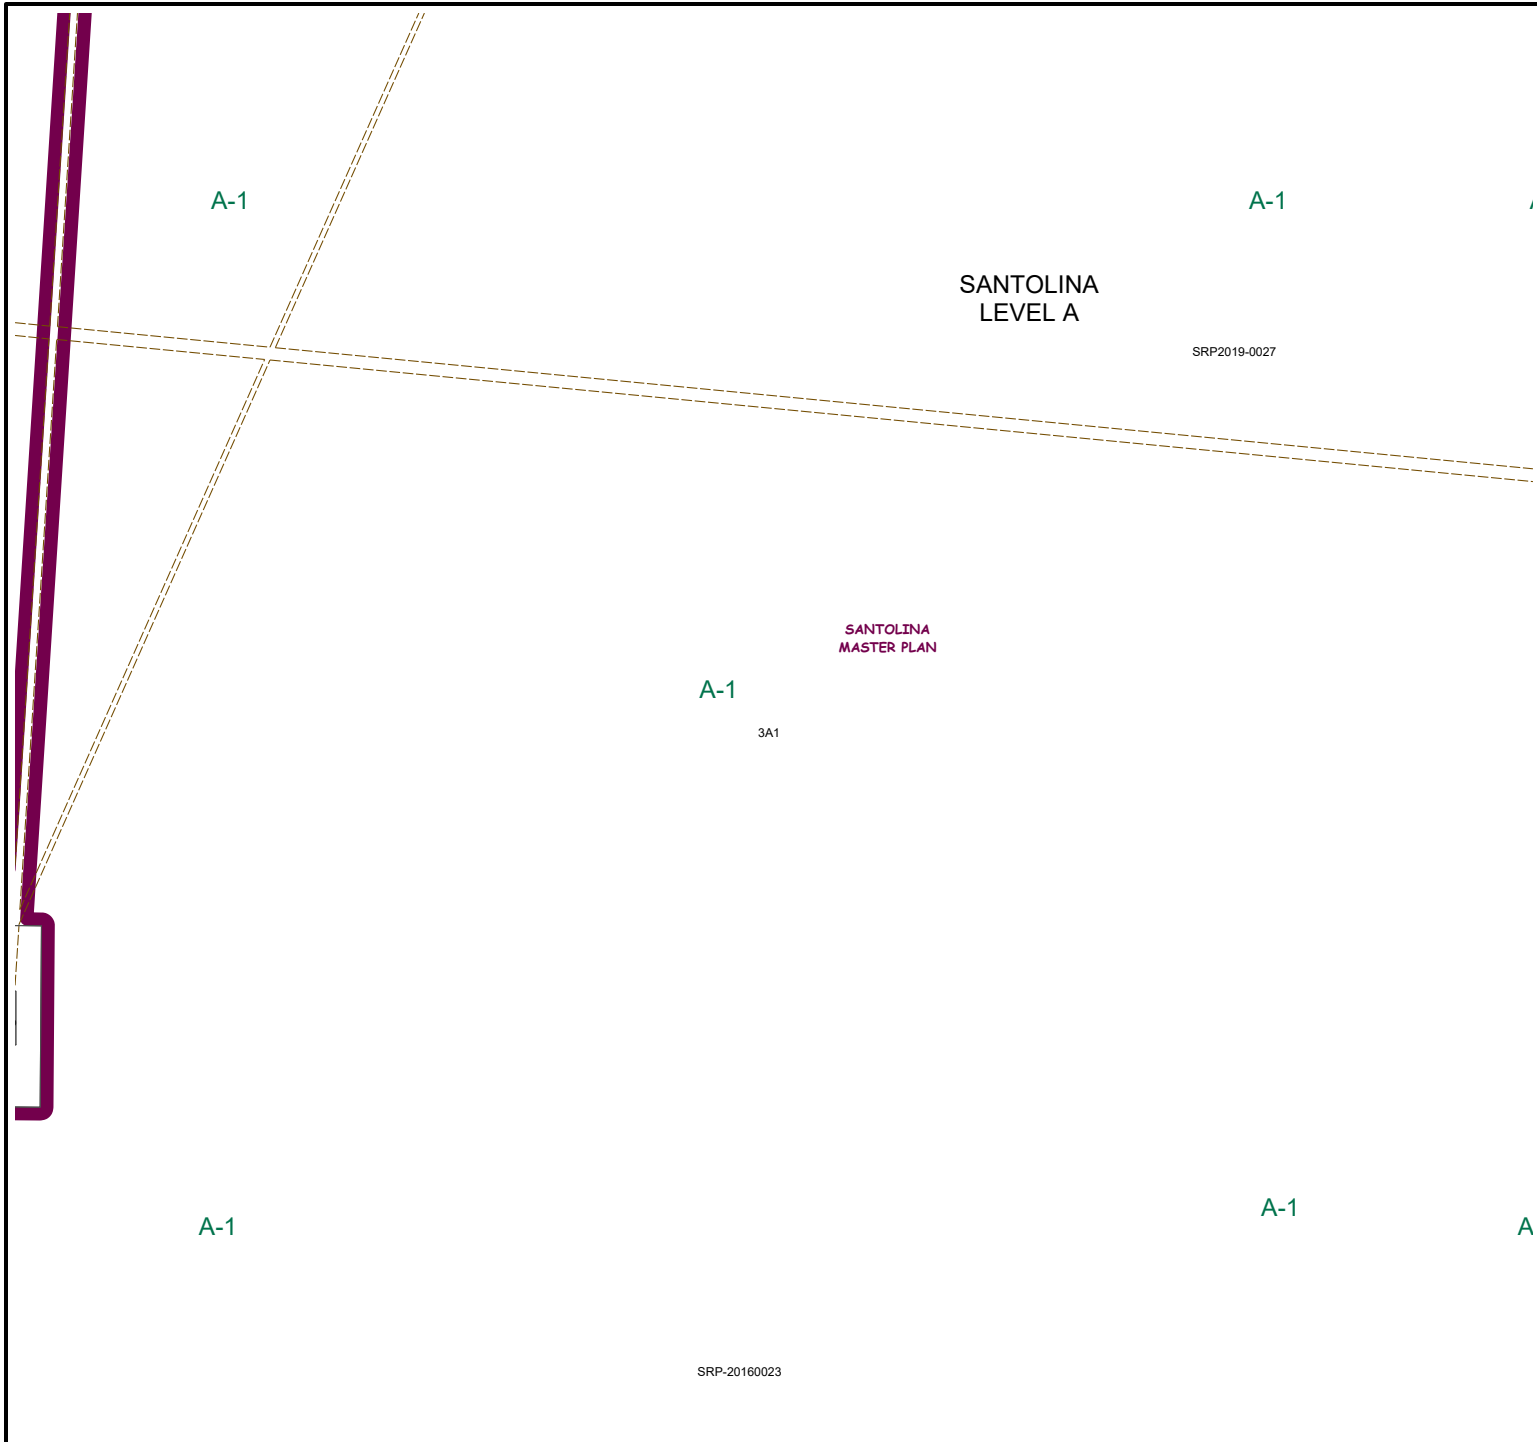 A-1
A-1
SANTOLINA
LEVEL A
SRP2019-0027
SANTOLINA
MASTER PLAN
A-1
3A1
A-1
A-1
A
SRP-20160023